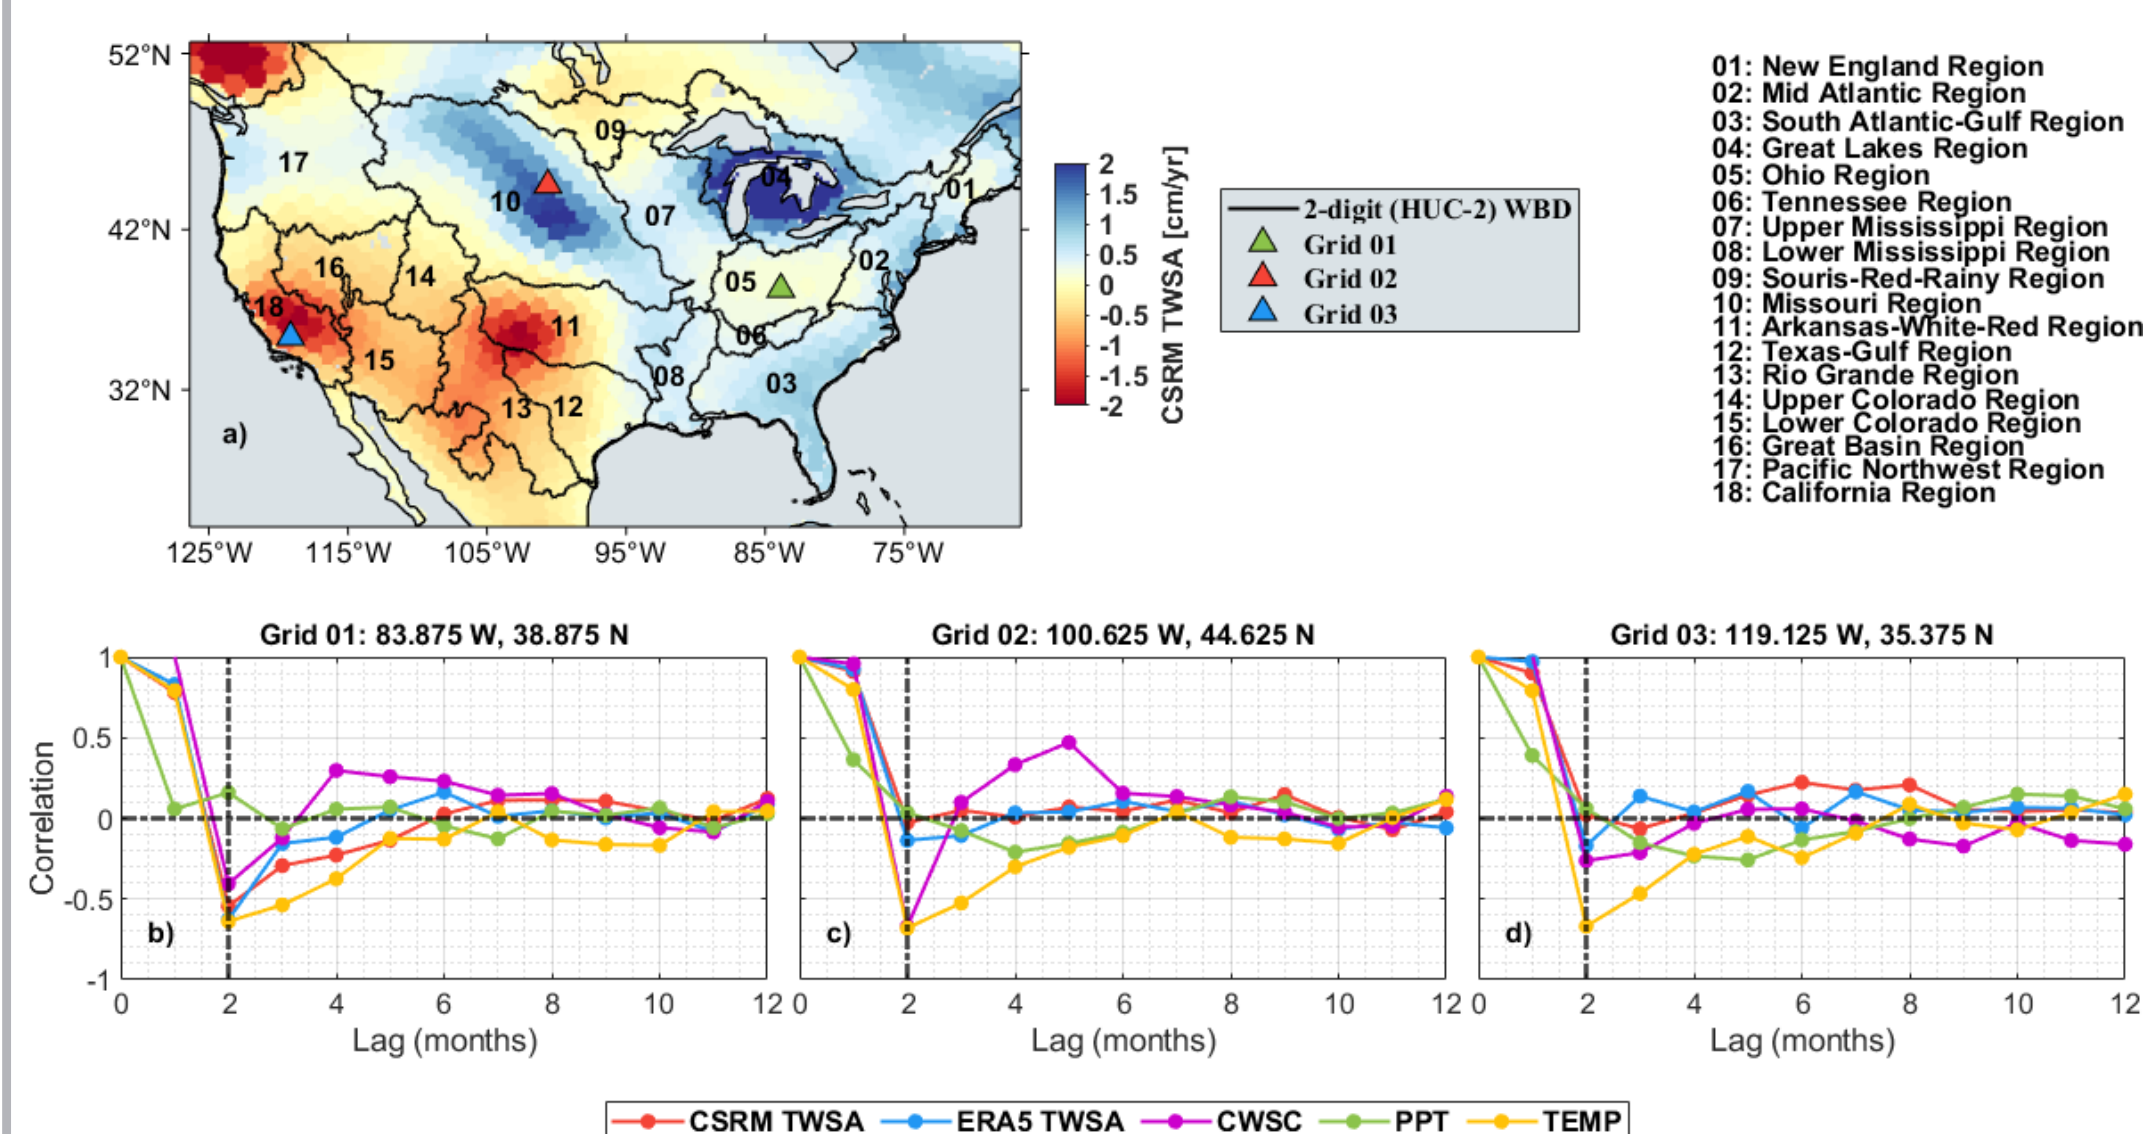 52°N
42°N
32°N
125°W 115°W 105°W 95°W 85°W 75°W
a)
01
02
03
04
05
06
07
08
09
10
11
12
13
14
15
16
17
18
2
1.5
1
0.5
0
-0.5
-1
-1.5
-2
CSRM TWSA [cm/yr]
2-digit (HUC-2) WBD
Grid 01
Grid 02
Grid 03
01: New England Region
02: Mid Atlantic Region
03: South Atlantic-Gulf Region
04: Great Lakes Region
05: Ohio Region
06: Tennessee Region
07: Upper Mississippi Region
08: Lower Mississippi Region
09: Souris-Red-Rainy Region
10: Missouri Region
11: Arkansas-White-Red Region
12: Texas-Gulf Region
13: Rio Grande Region
14: Upper Colorado Region
15: Lower Colorado Region
16: Great Basin Region
17: Pacific Northwest Region
18: California Region
Grid 01: 83.875 W, 38.875 N
1
0.5
0
-0.5
-1
Correlation
b)
0 2 4 6 8 10 12
Lag (months)
Grid 02: 100.625 W, 44.625 N
c)
0 2 4 6 8 10 12
Lag (months)
Grid 03: 119.125 W, 35.375 N
d)
0 2 4 6 8 10 12
Lag (months)
CSRM TWSA ERA5 TWSA CWSC PPT TEMP